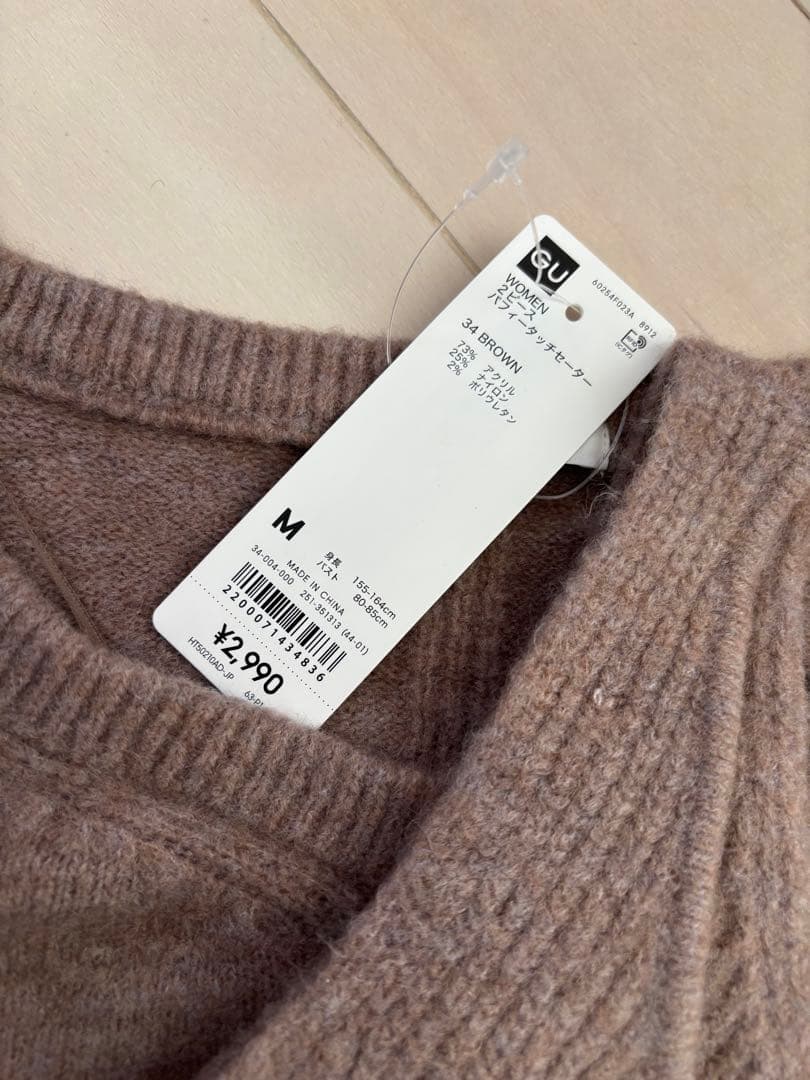 GU
60254F023A 8912
WOMEN
2ピース
パフィータッチセーター
34 BROWN
73% アクリル
25% ナイロン
2% ポリウレタン
M
身長 155-164cm
バスト 80-85cm
MADE IN CHINA
34-004-000 251-351313 (44-01)
2200071434836
¥2,990
HT50210AD-JP 63-P1